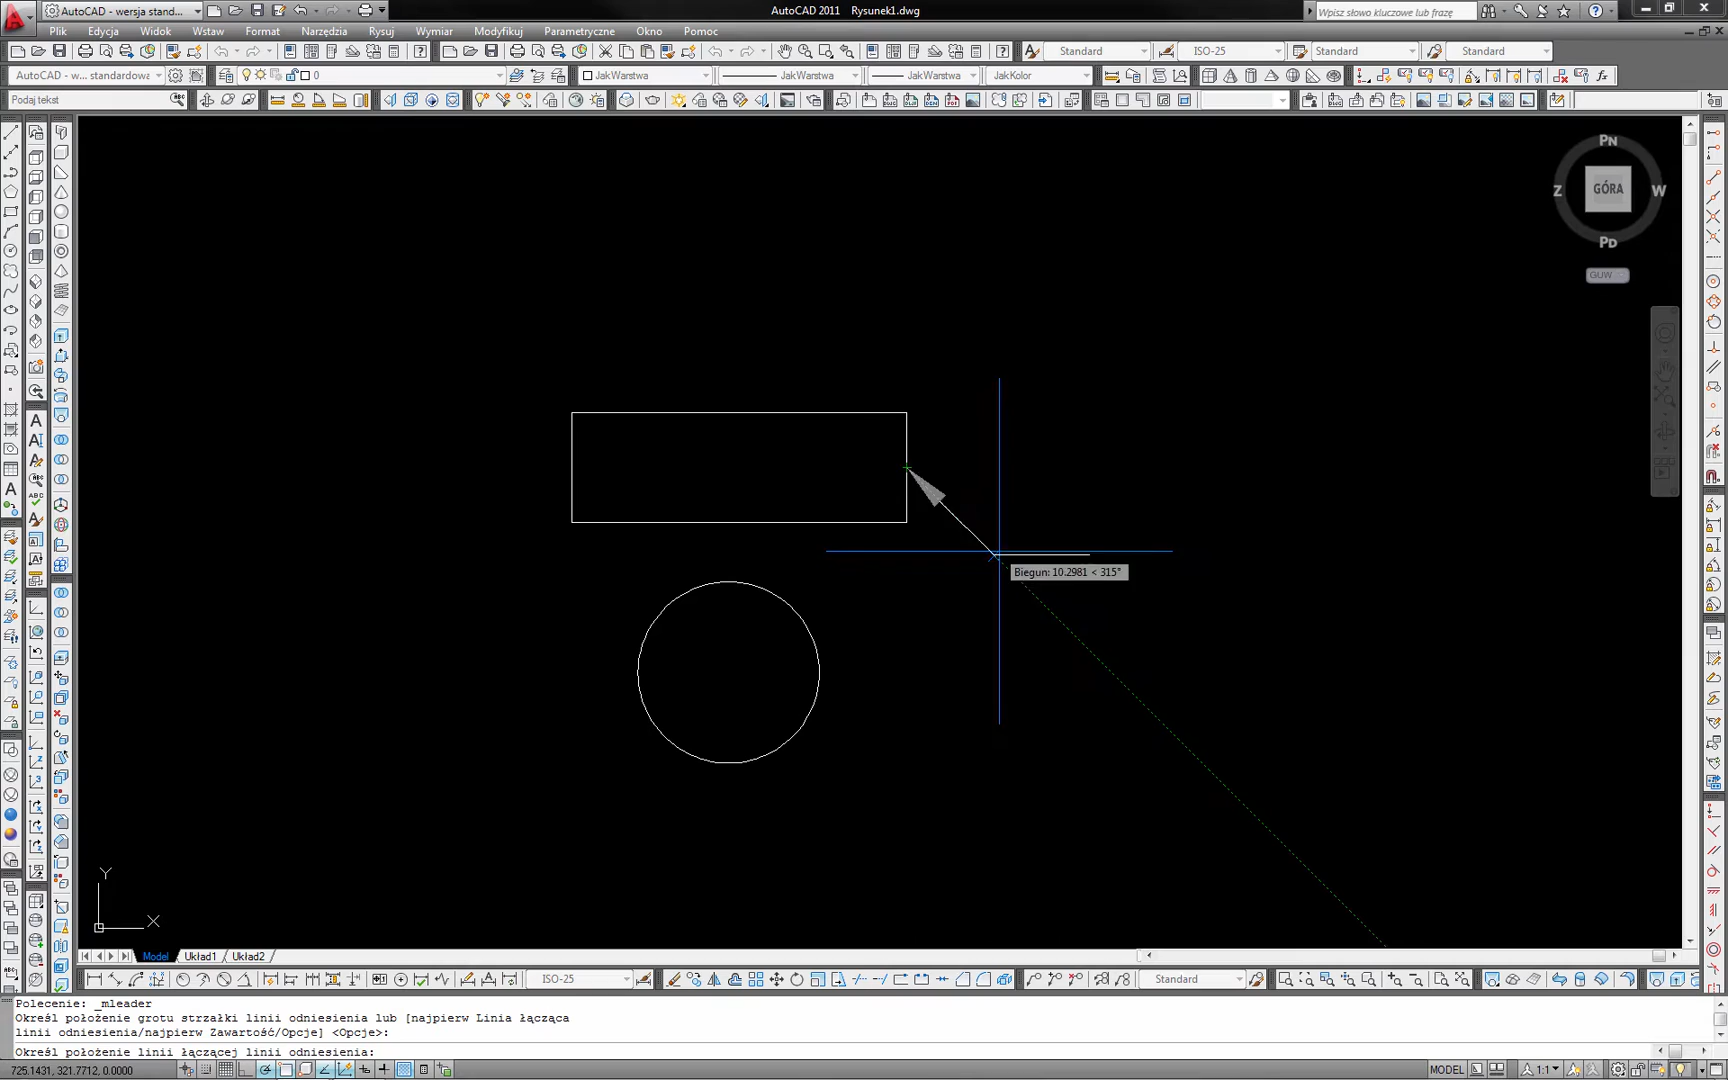 AutoCAD - wersja stand...
AutoCAD 2011 Rysunek1.dwg
Wpisz słowo kluczowe lub frazę
Plik Edycja Widok Wstaw Format Narzędzia Rysuj Wymiar Modyfikuj Parametryczne Okno Pomoc
Standard ISO-25 Standard Standard
AutoCAD - w... standardowa 0 JakWarstwa JakWarstwa JakWarstwa JakKolor
Podaj tekst
PN
Z GÓRA W
PD
GUW
Biegun: 10.2981 < 315°
Y
X
Model Układ1 Układ2
ISO-25 Standard
Polecenie: _mleader
Określ położenie grotu strzałki linii odniesienia lub [najpierw Linia łącząca
linii odniesienia/najpierw Zawartość/Opcje] <Opcje>:
Określ położenie linii łączącej linii odniesienia:
725.1431, 321.7712, 0.0000 MODEL 1:1